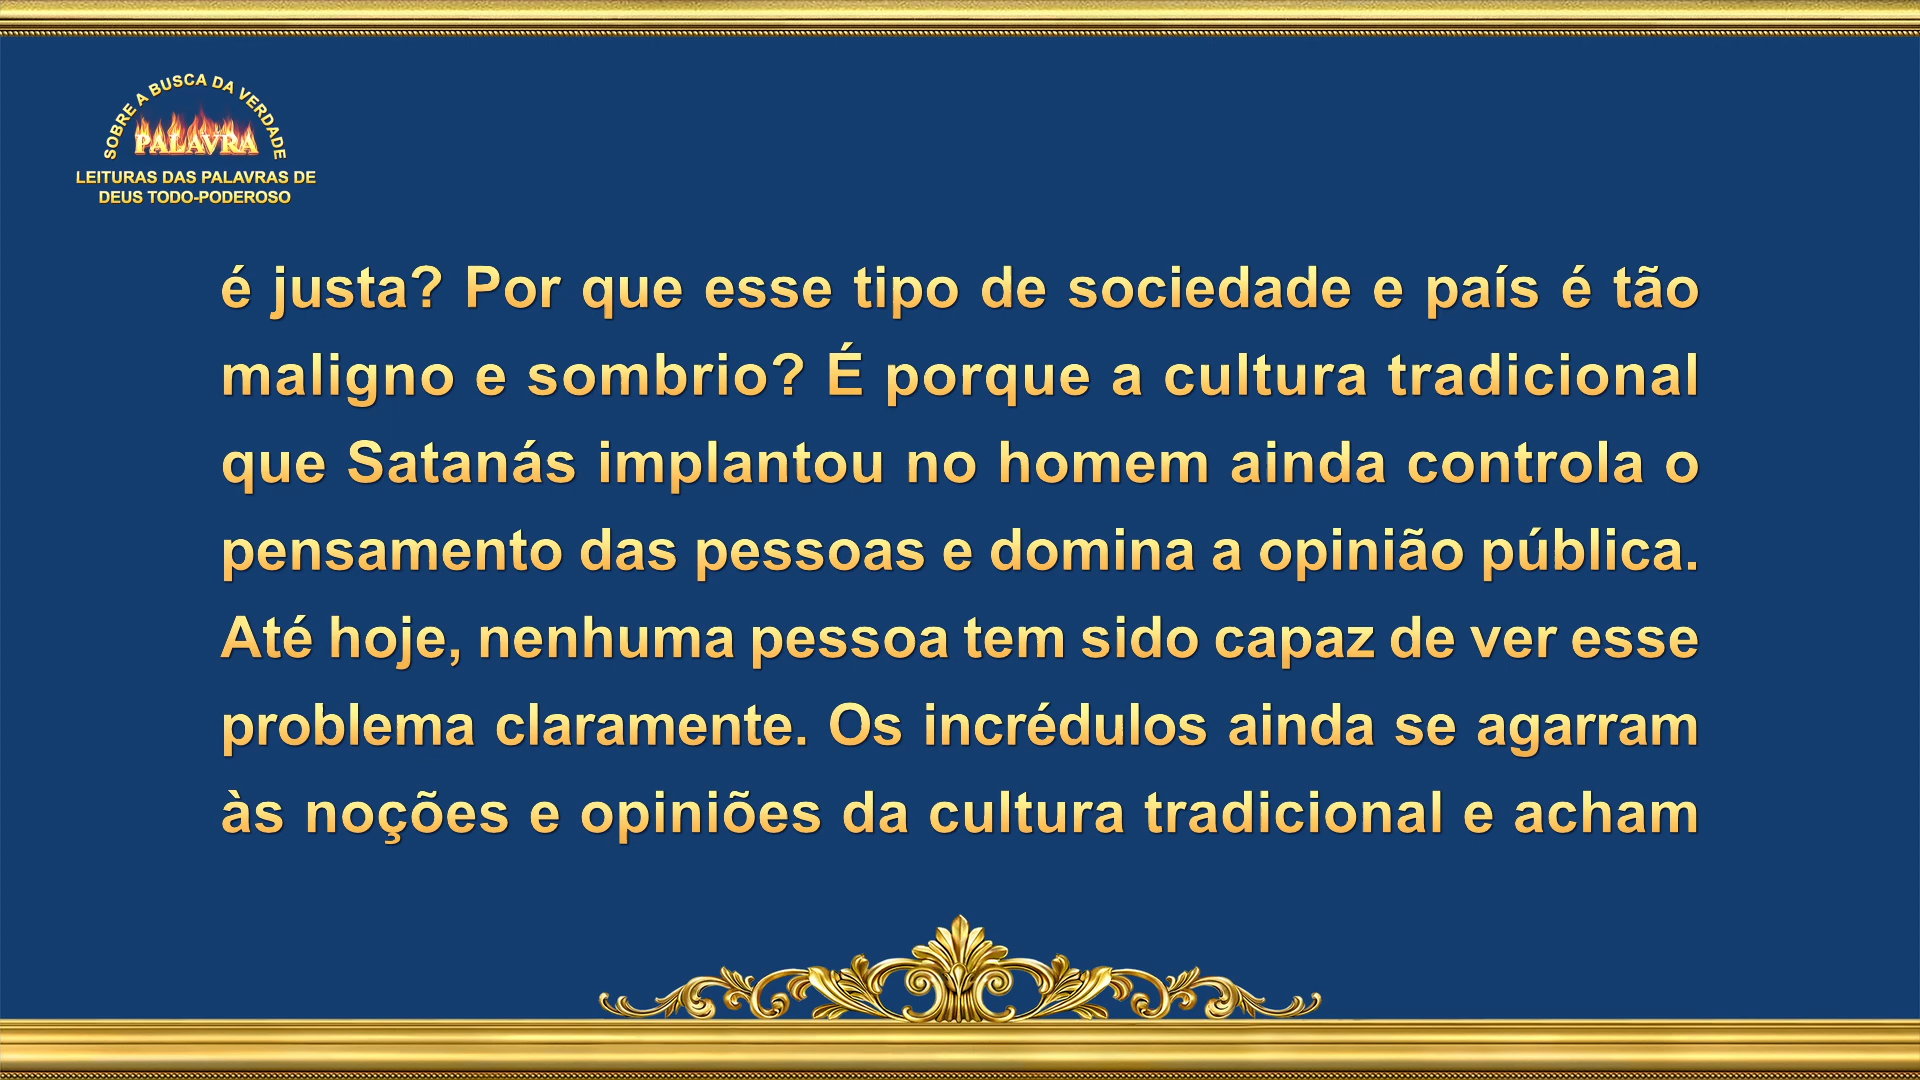 SOBRE A BUSCA DA VERDADE
PALAVRA
LEITURAS DAS PALAVRAS DE
DEUS TODO-PODEROSO
é justa? Por que esse tipo de sociedade e país é tão
maligno e sombrio? É porque a cultura tradicional
que Satanás implantou no homem ainda controla o
pensamento das pessoas e domina a opinião pública.
Até hoje, nenhuma pessoa tem sido capaz de ver esse
problema claramente. Os incrédulos ainda se agarram
às noções e opiniões da cultura tradicional e acham